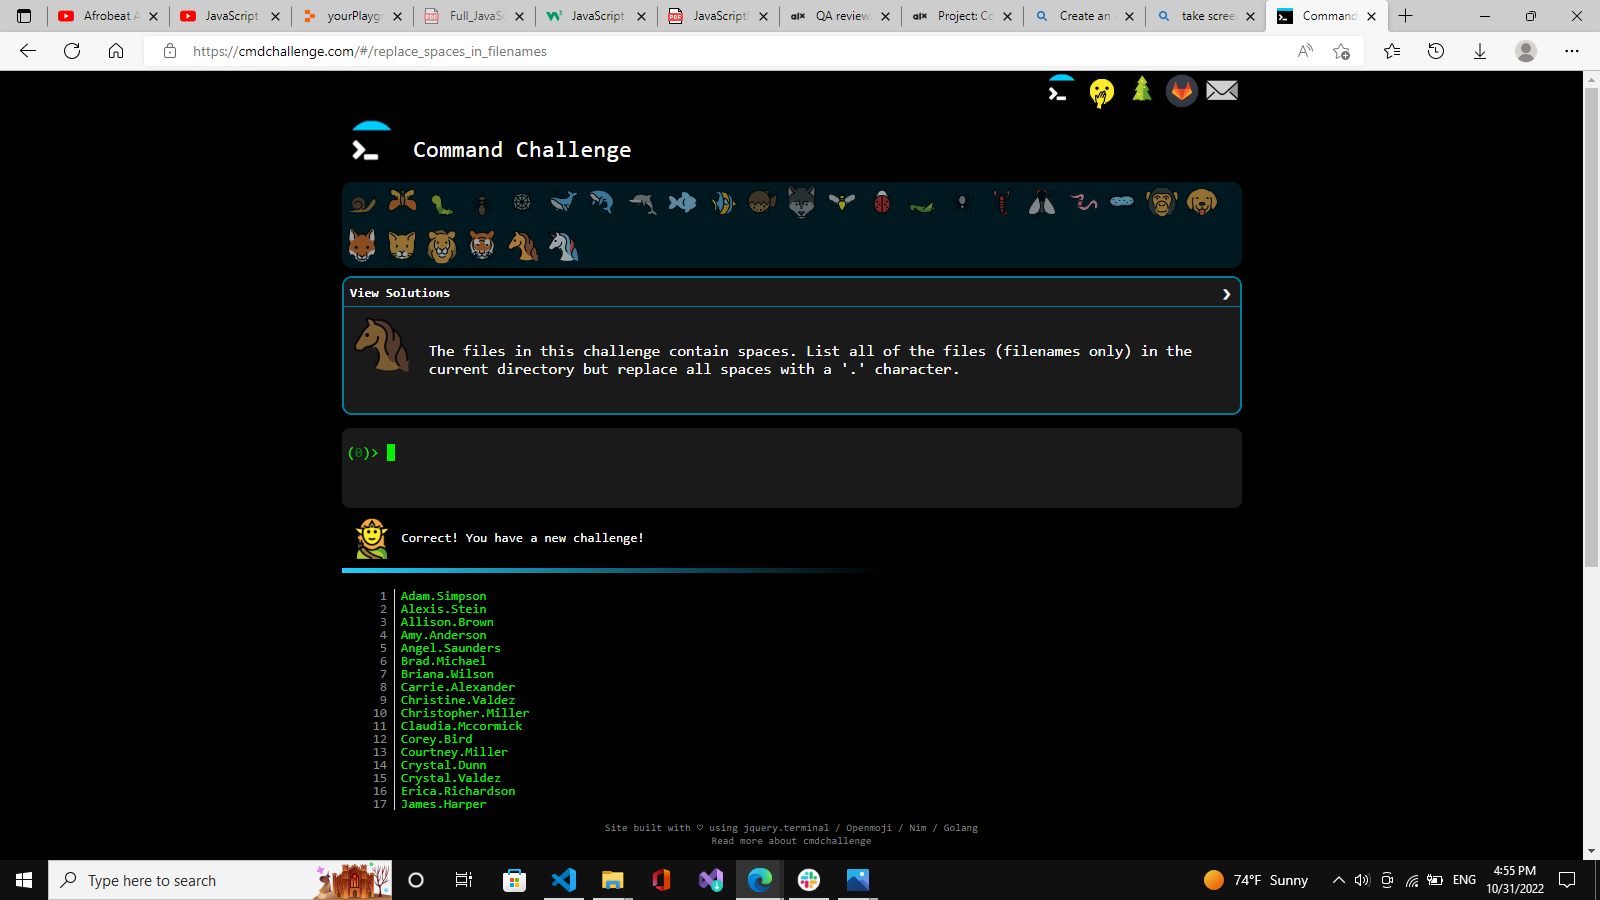 Afrobeat A
JavaScript
yourPlaygr
Full_JavaSc
JavaScript
JavaScript
QA review
Project: Co
Create an
take scree
Command
https://cmdchallenge.com/#/replace_spaces_in_filenames
Command Challenge
View Solutions
The files in this challenge contain spaces. List all of the files (filenames only) in the
current directory but replace all spaces with a '.' character.
(0)>
Correct! You have a new challenge!
1 Adam.Simpson
2 Alexis.Stein
3 Allison.Brown
4 Amy.Anderson
5 Angel.Saunders
6 Brad.Michael
7 Briana.Wilson
8 Carrie.Alexander
9 Christine.Valdez
10 Christopher.Miller
11 Claudia.Mccormick
12 Corey.Bird
13 Courtney.Miller
14 Crystal.Dunn
15 Crystal.Valdez
16 Erica.Richardson
17 James.Harper
Site built with ♡ using jquery.terminal / Openmoji / Nim / Golang
Read more about cmdchallenge
Type here to search
74°F Sunny
ENG
4:55 PM
10/31/2022